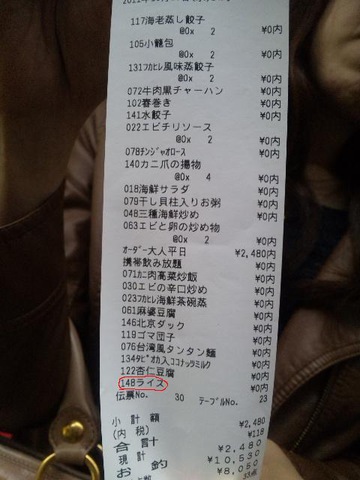 117海老蒸し餃子 ¥0内
@0x 2
105小籠包 ¥0内
@0x 2
131フカヒレ風味蒸餃子 ¥0内
@0x 2
072牛肉黒チャーハン ¥0内
102春巻き ¥0内
141水餃子 ¥0内
022エビチリソース ¥0内
@0x 2
078チンジャオロース ¥0内
140カニ爪の揚物 ¥0内
@0x 4
018海鮮サラダ ¥0内
079干し貝柱入りお粥 ¥0内
048三種海鮮炒め ¥0内
063エビと卵の炒め物 ¥0内
@0x 2
オーダー大人平日 ¥2,480内
携帯飲み放題 ¥0内
071カニ肉高菜炒飯 ¥0内
030エビの辛口炒め ¥0内
023フカヒレ海鮮茶碗蒸 ¥0内
061麻婆豆腐 ¥0内
146北京ダック ¥0内
119ゴマ団子 ¥0内
076台湾風タンタン麺 ¥0内
134タピオカ入ココナッツミルク ¥0内
122杏仁豆腐 ¥0内
148ライス ¥0内
伝票No. 30 テーブルNo. 23
小計額 ¥2,480
(内 税) ¥118
合計 ¥2,480
現計 ¥10,530
お釣 ¥8,050